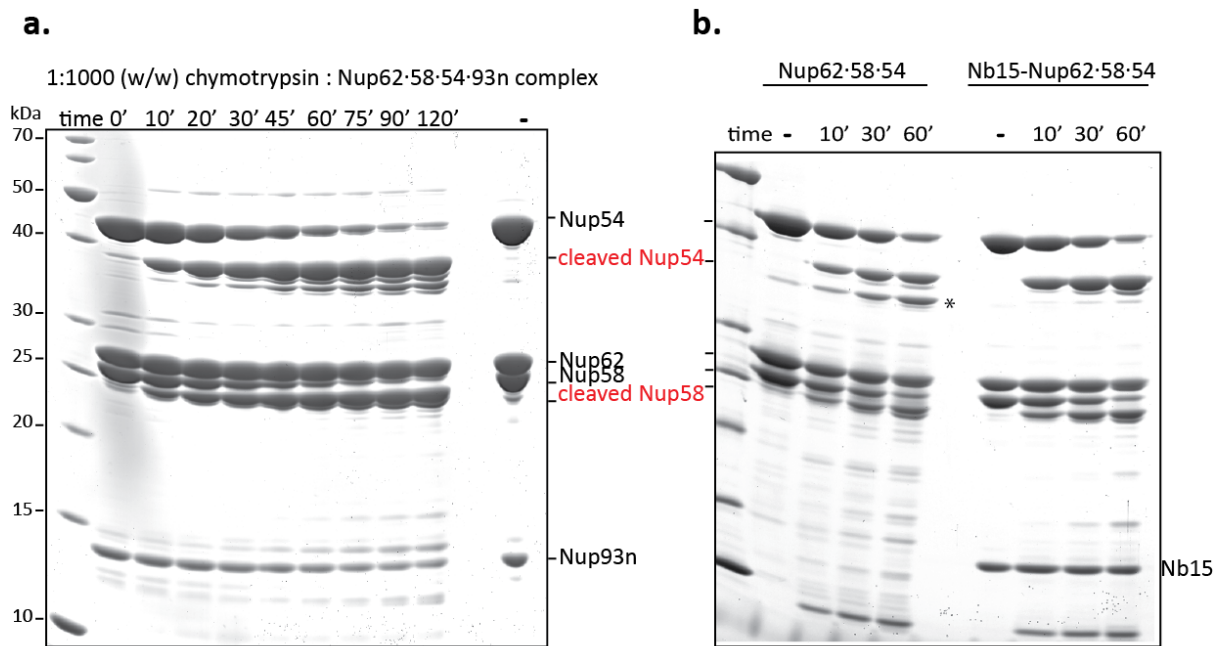 a.
1:1000 (w/w) chymotrypsin : Nup62·58·54·93n complex
kDa
time 0’ 10’ 20’ 30’ 45’ 60’ 75’ 90’ 120’ -
70
50
40
30
25
20
15
10
Nup54
cleaved Nup54
Nup62
Nup58
cleaved Nup58
Nup93n
b.
Nup62·58·54 Nb15-Nup62·58·54
time - 10’ 30’ 60’ - 10’ 30’ 60’
*
Nb15